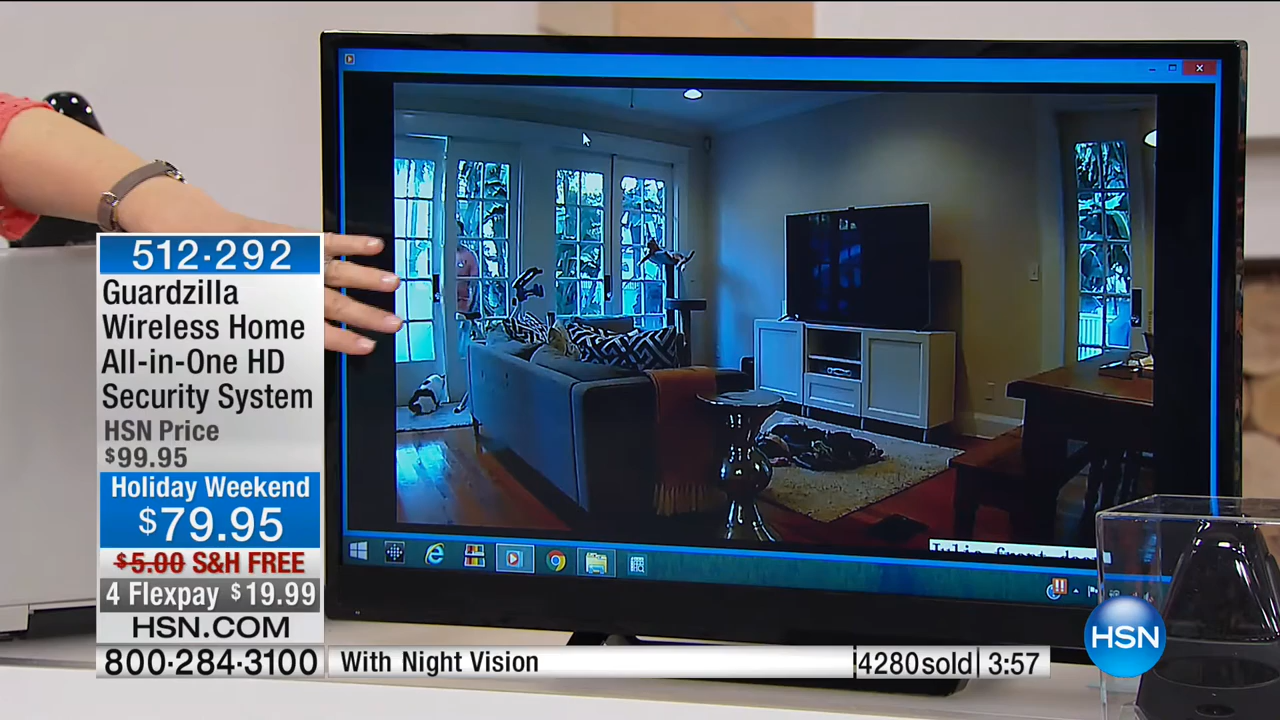 512·292
Guardzilla
Wireless Home
All-in-One HD
Security System
HSN Price
$99.95
Holiday Weekend
$79.95
$5.00 S&H FREE
4 Flexpay $19.99
HSN.COM
800·284·3100
With Night Vision
4280sold
3:57
HSN